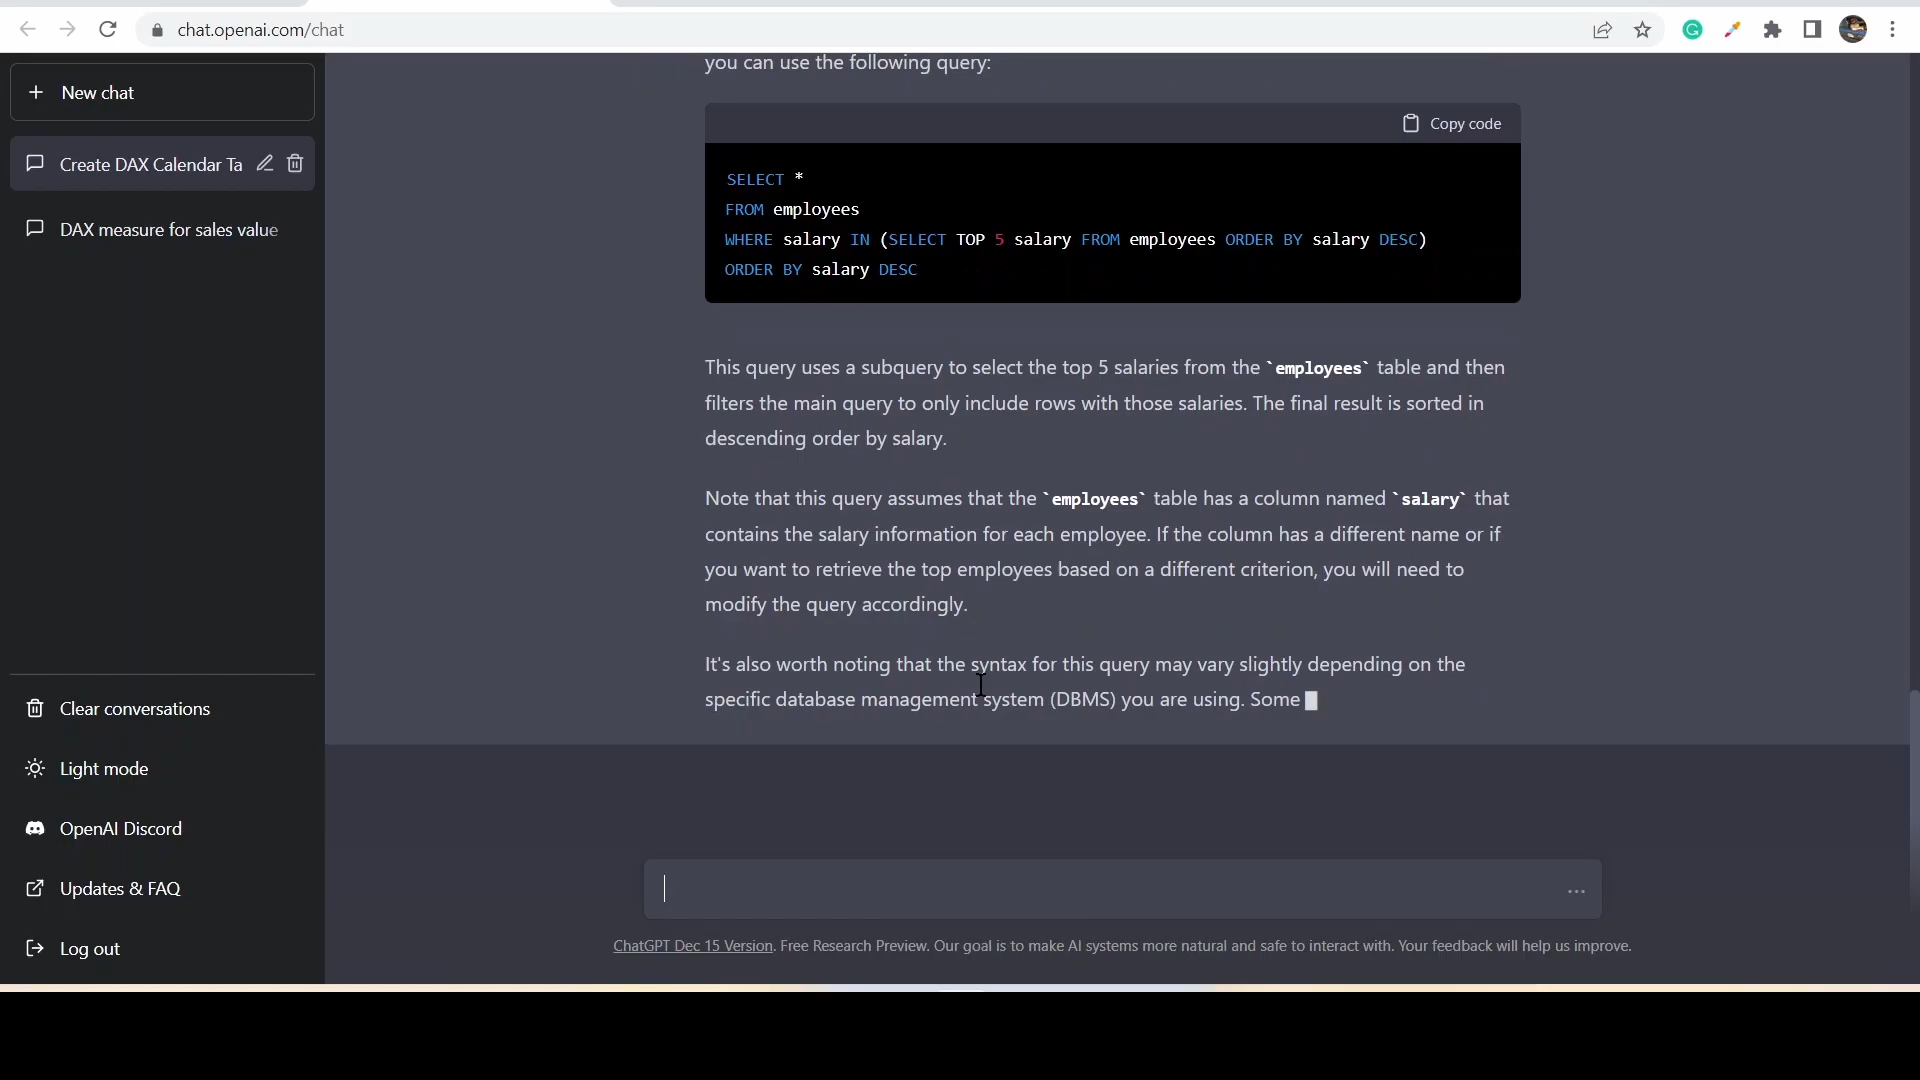 chat.openai.com/chat
New chat
Create DAX Calendar Ta
DAX measure for sales value
you can use the following query:
Copy code
SELECT *
FROM employees
WHERE salary IN (SELECT TOP 5 salary FROM employees ORDER BY salary DESC)
ORDER BY salary DESC
This query uses a subquery to select the top 5 salaries from the `employees` table and then
filters the main query to only include rows with those salaries. The final result is sorted in
descending order by salary.
Note that this query assumes that the `employees` table has a column named `salary` that
contains the salary information for each employee. If the column has a different name or if
you want to retrieve the top employees based on a different criterion, you will need to
modify the query accordingly.
It's also worth noting that the syntax for this query may vary slightly depending on the
specific database management system (DBMS) you are using. Some
Clear conversations
Light mode
OpenAI Discord
Updates & FAQ
Log out
ChatGPT Dec 15 Version. Free Research Preview. Our goal is to make AI systems more natural and safe to interact with. Your feedback will help us improve.